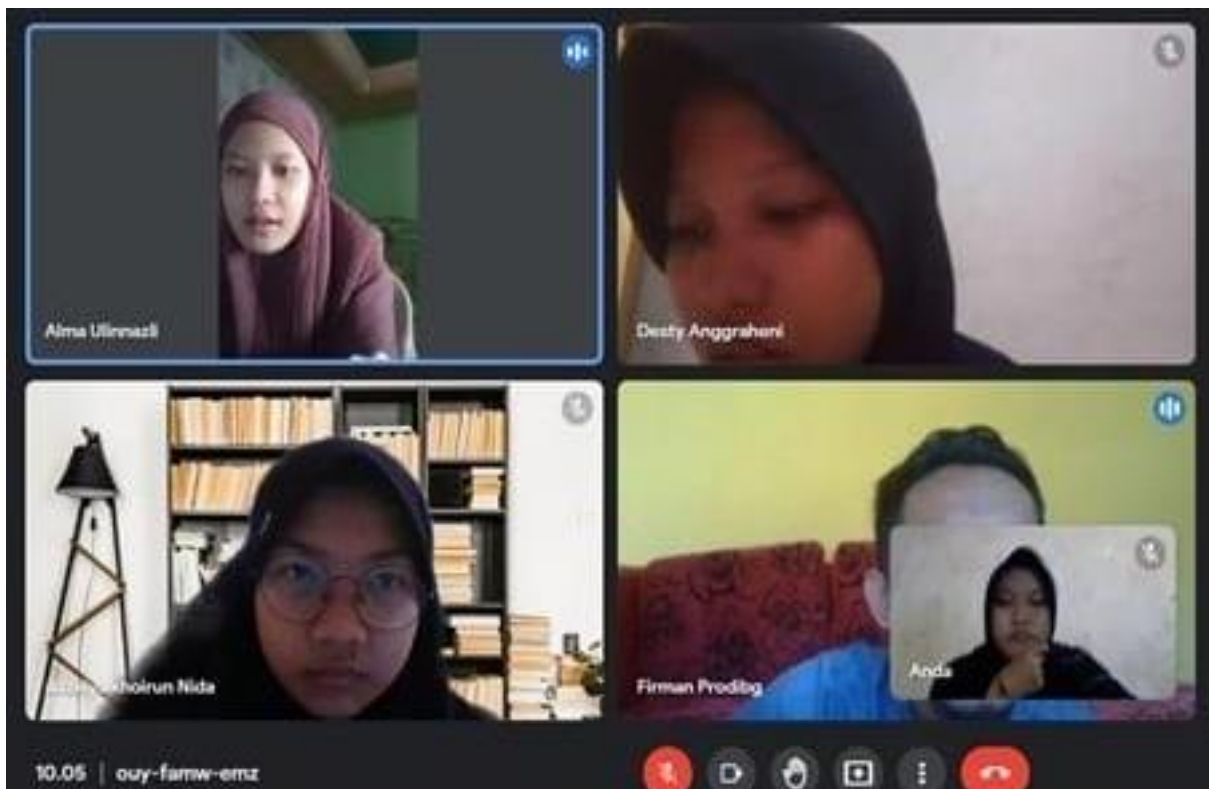 Alma Ulinnazli
Desty Anggraheni
Khoirun Nida
Firman Prodibg
Anda
10.05 | ouy-famw-emz